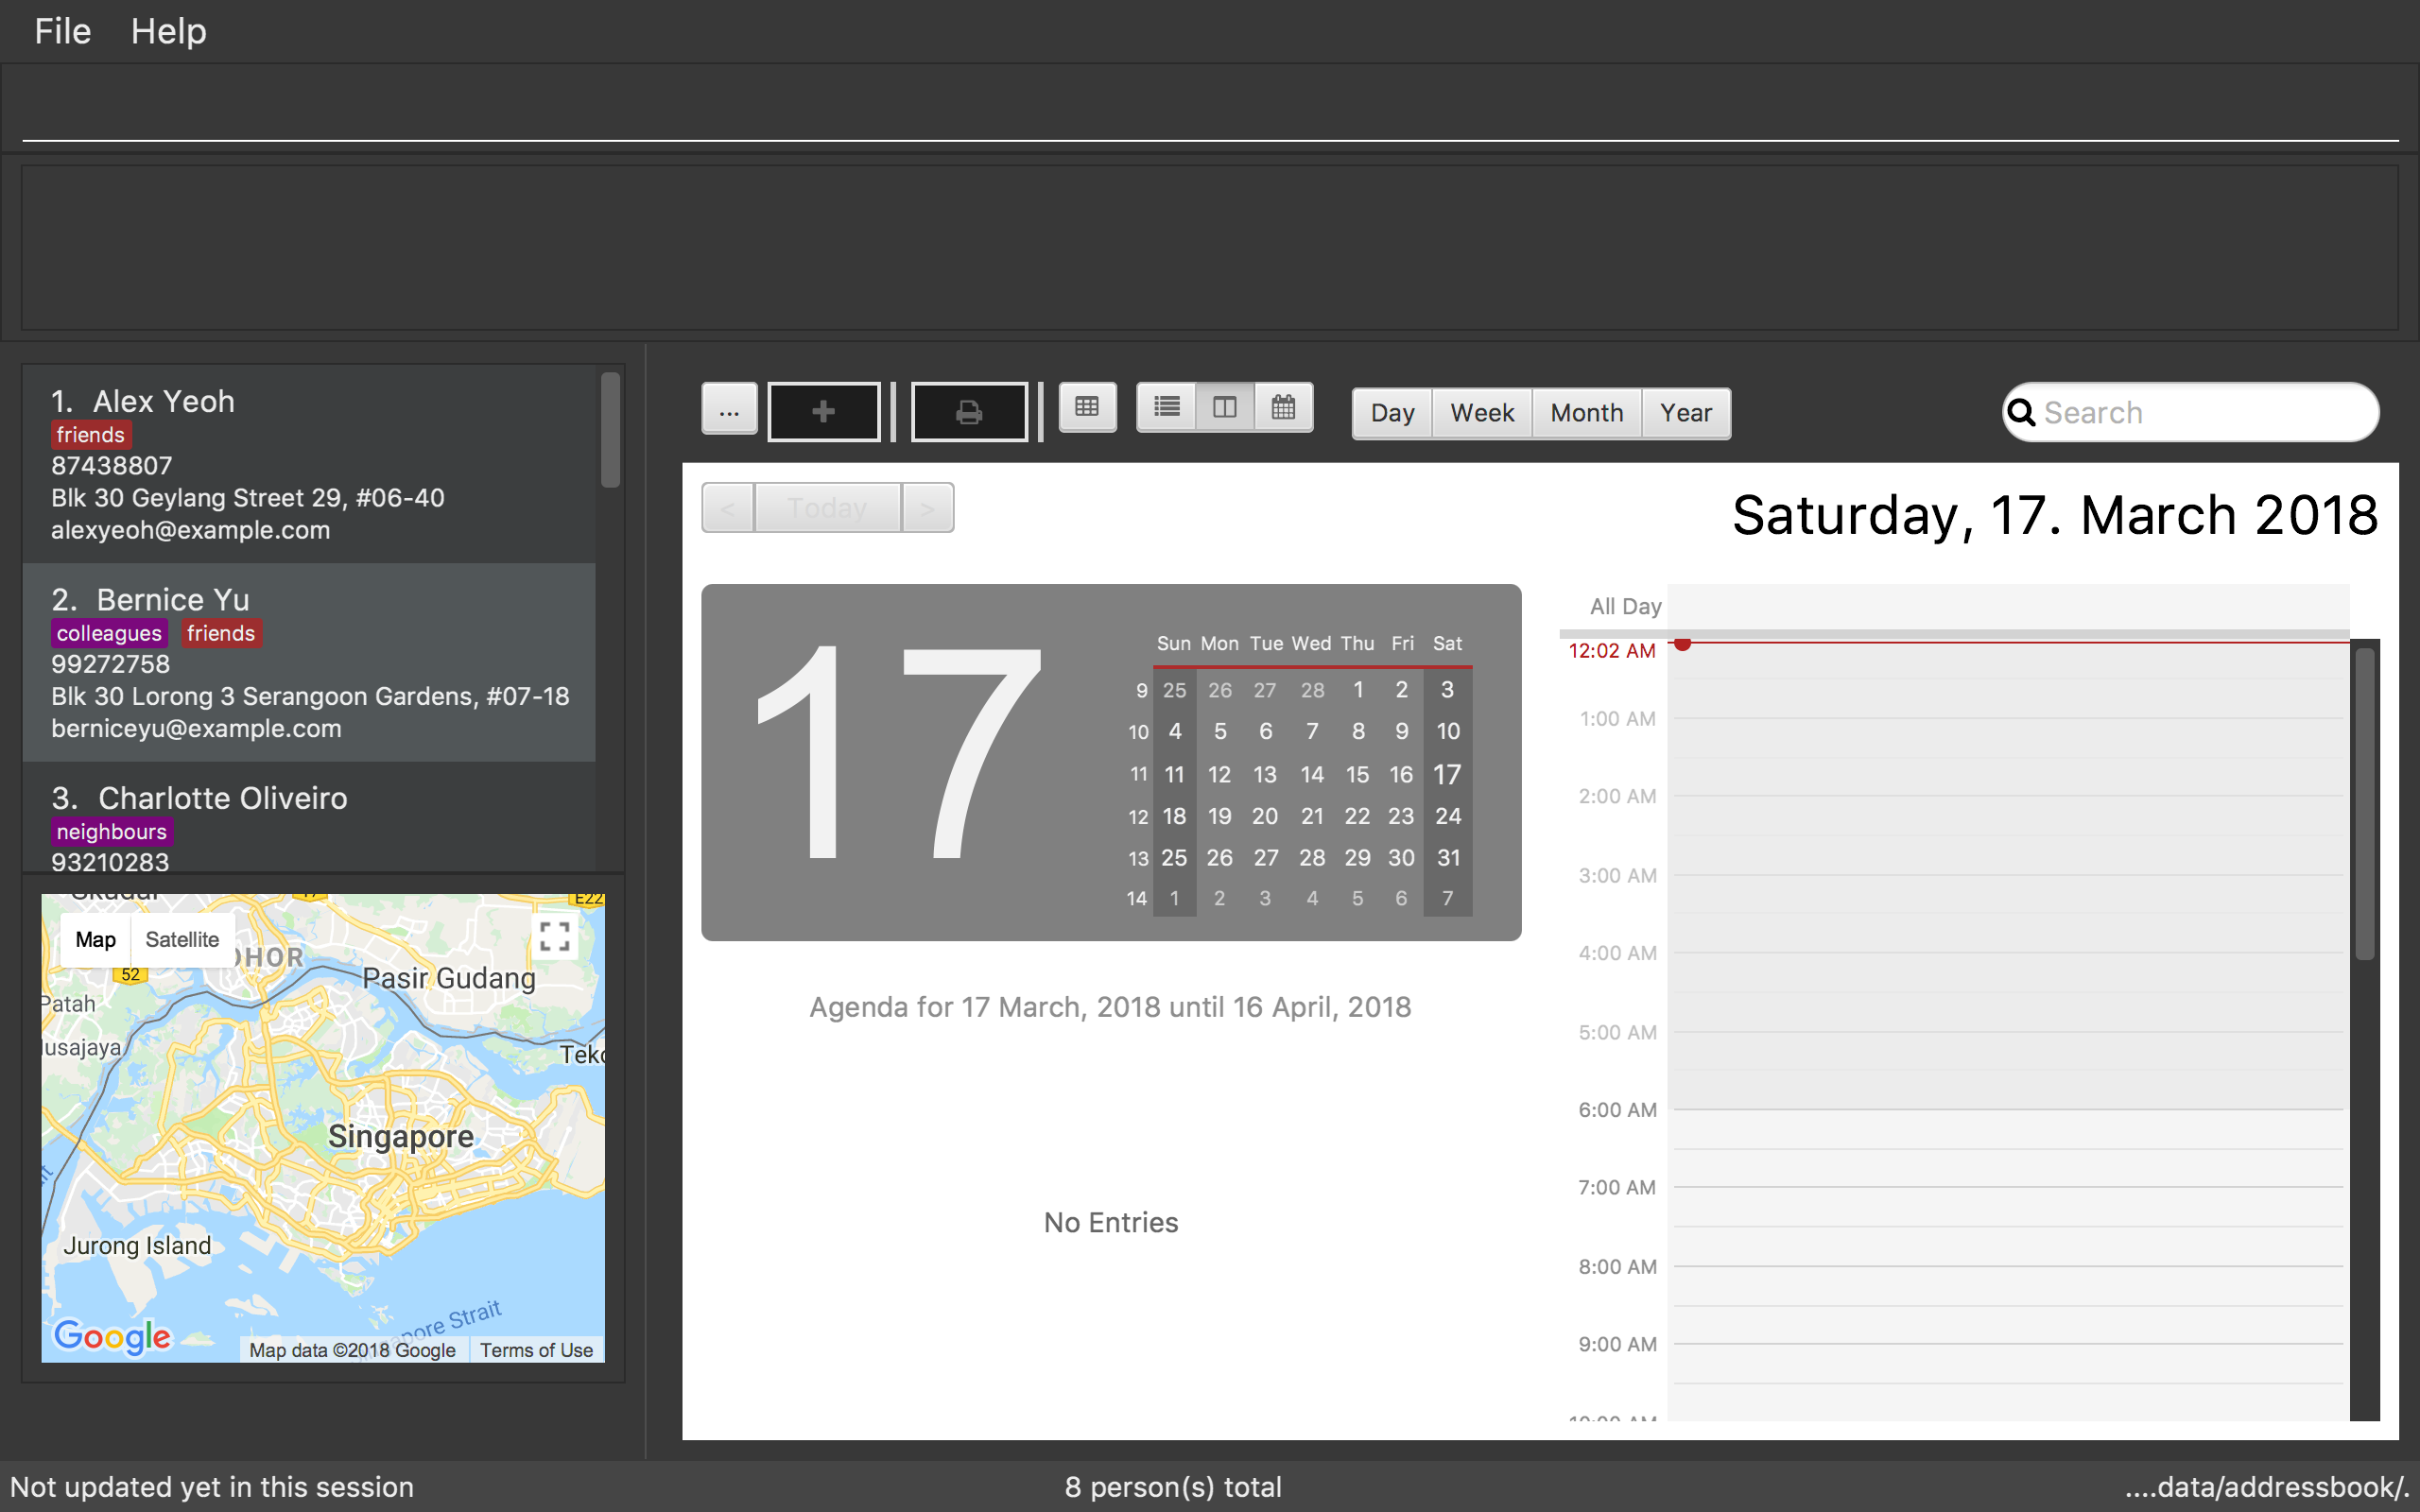 File Help
1. Alex Yeoh
friends
87438807
Blk 30 Geylang Street 29, #06-40
alexyeoh@example.com
2. Bernice Yu
colleagues friends
99272758
Blk 30 Lorong 3 Serangoon Gardens, #07-18
berniceyu@example.com
3. Charlotte Oliveiro
neighbours
93210283
Map Satellite
E22
52
Pasir Gudang
Patah
usajaya
Singapore
Jurong Island
Google
Map data ©2018 Google Terms of Use
... Day Week Month Year Search
< Today >
Saturday, 17. March 2018
17
Sun Mon Tue Wed Thu Fri Sat
9 25 26 27 28 1 2 3
10 4 5 6 7 8 9 10
11 11 12 13 14 15 16 17
12 18 19 20 21 22 23 24
13 25 26 27 28 29 30 31
14 1 2 3 4 5 6 7
Agenda for 17 March, 2018 until 16 April, 2018
No Entries
All Day
12:02 AM
1:00 AM
2:00 AM
3:00 AM
4:00 AM
5:00 AM
6:00 AM
7:00 AM
8:00 AM
9:00 AM
Not updated yet in this session 8 person(s) total ....data/addressbook/.